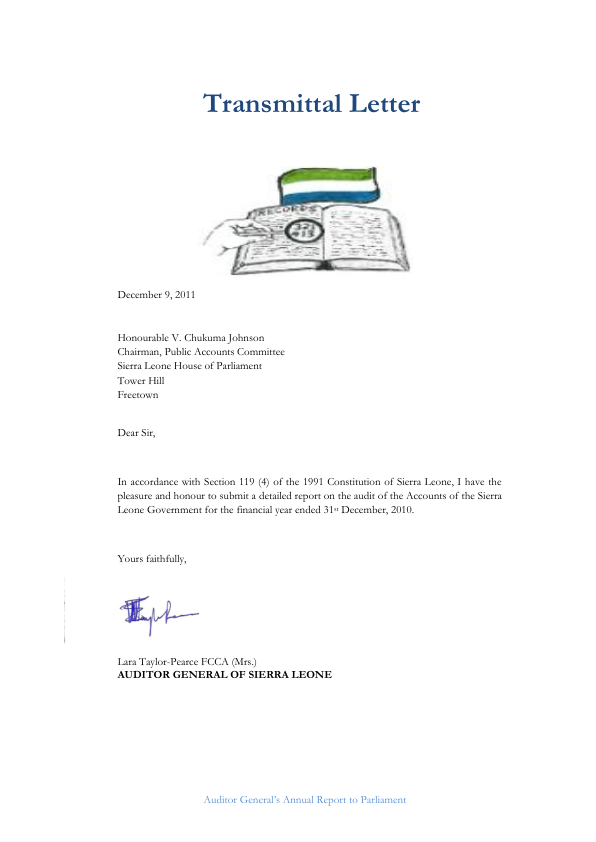 Transmittal Letter
RECORDS
December 9, 2011
Honourable V. Chukuma Johnson
Chairman, Public Accounts Committee
Sierra Leone House of Parliament
Tower Hill
Freetown
Dear Sir,
In accordance with Section 119 (4) of the 1991 Constitution of Sierra Leone, I have the
pleasure and honour to submit a detailed report on the audit of the Accounts of the Sierra
Leone Government for the financial year ended 31st December, 2010.
Yours faithfully,
Lara Taylor-Pearce FCCA (Mrs.)
AUDITOR GENERAL OF SIERRA LEONE
Auditor General's Annual Report to Parliament